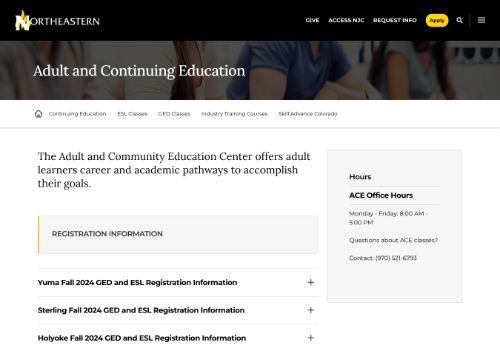 NORTHEASTERN
GIVE ACCESS NJC REQUEST INFO Apply
Adult and Continuing Education
Continuing Education ESL Classes GED Classes Industry Training Courses Skill Advance Colorado
The Adult and Community Education Center offers adult
learners career and academic pathways to accomplish
their goals.
REGISTRATION INFORMATION
Yuma Fall 2024 GED and ESL Registration Information
Sterling Fall 2024 GED and ESL Registration Information
Holyoke Fall 2024 GED and ESL Registration Information
Hours
ACE Office Hours
Monday - Friday: 8:00 AM -
5:00 PM
Questions about ACE classes?
Contact: (970) 521-6793